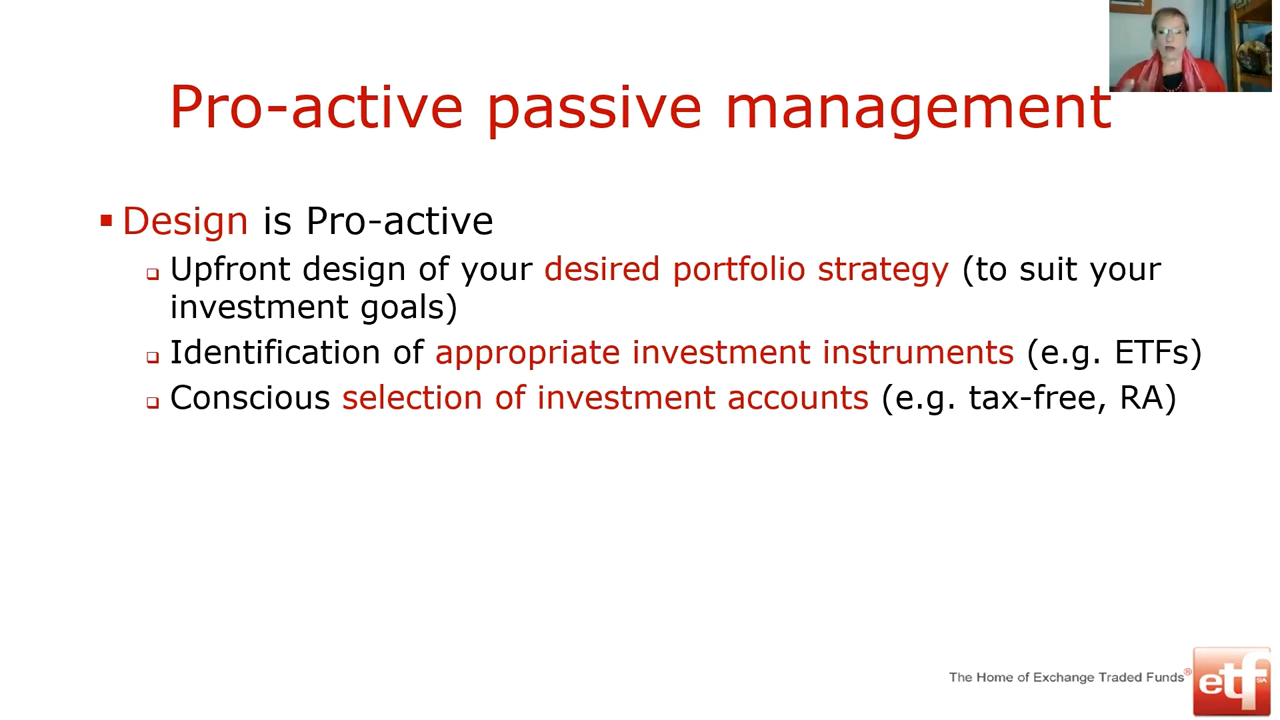 Pro-active passive management
Design is Pro-active
Upfront design of your desired portfolio strategy (to suit your
investment goals)
Identification of appropriate investment instruments (e.g. ETFs)
Conscious selection of investment accounts (e.g. tax-free, RA)
The Home of Exchange Traded Funds®
etf
SA